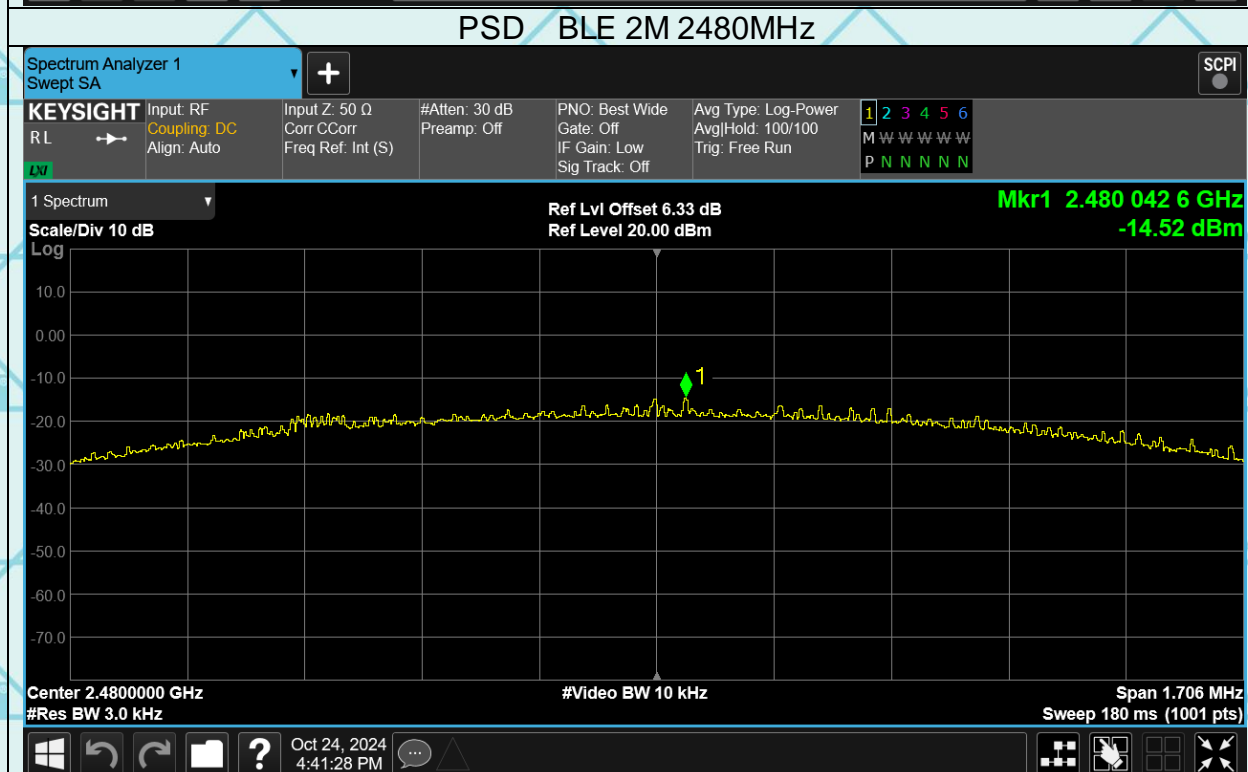 PSD BLE 2M 2480MHz
Spectrum Analyzer 1
Swept SA
+
SCPI
KEYSIGHT Input: RF Input Z: 50 Ω #Atten: 30 dB PNO: Best Wide Avg Type: Log-Power 1 2 3 4 5 6
RL Coupling: DC Corr CCorr Preamp: Off Gate: Off Avg|Hold: 100/100 M W W W W W
Align: Auto Freq Ref: Int (S) IF Gain: Low Trig: Free Run
LXI Sig Track: Off P N N N N N
1 Spectrum
Ref Lvl Offset 6.33 dB
Mkr1 2.480 042 6 GHz
Scale/Div 10 dB Ref Level 20.00 dBm -14.52 dBm
Log
10.0
0.00
1
-10.0
-20.0
-30.0
-40.0
-50.0
-60.0
-70.0
Center 2.4800000 GHz #Video BW 10 kHz Span 1.706 MHz
#Res BW 3.0 kHz Sweep 180 ms (1001 pts)
? Oct 24, 2024
4:41:28 PM